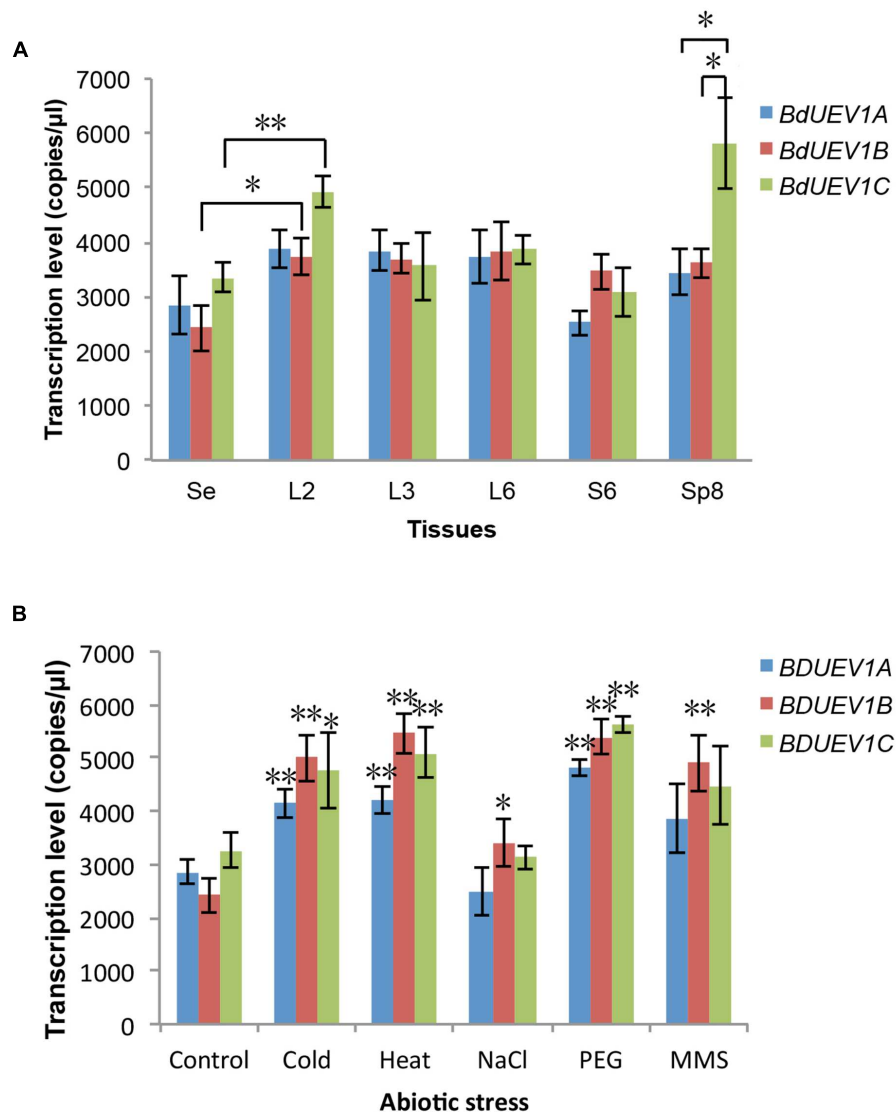 A
Transcription level (copies/µl)
7000
6000
5000
4000
3000
2000
1000
0
*
*
**
*
BdUEV1A
BdUEV1B
BdUEV1C
Se L2 L3 L6 S6 Sp8
Tissues
B
Transcription level (copies/µl)
7000
6000
5000
4000
3000
2000
1000
0
** ** * ** ** ** * ** ** ** **
BDUEV1A
BDUEV1B
BDUEV1C
Control Cold Heat NaCl PEG MMS
Abiotic stress